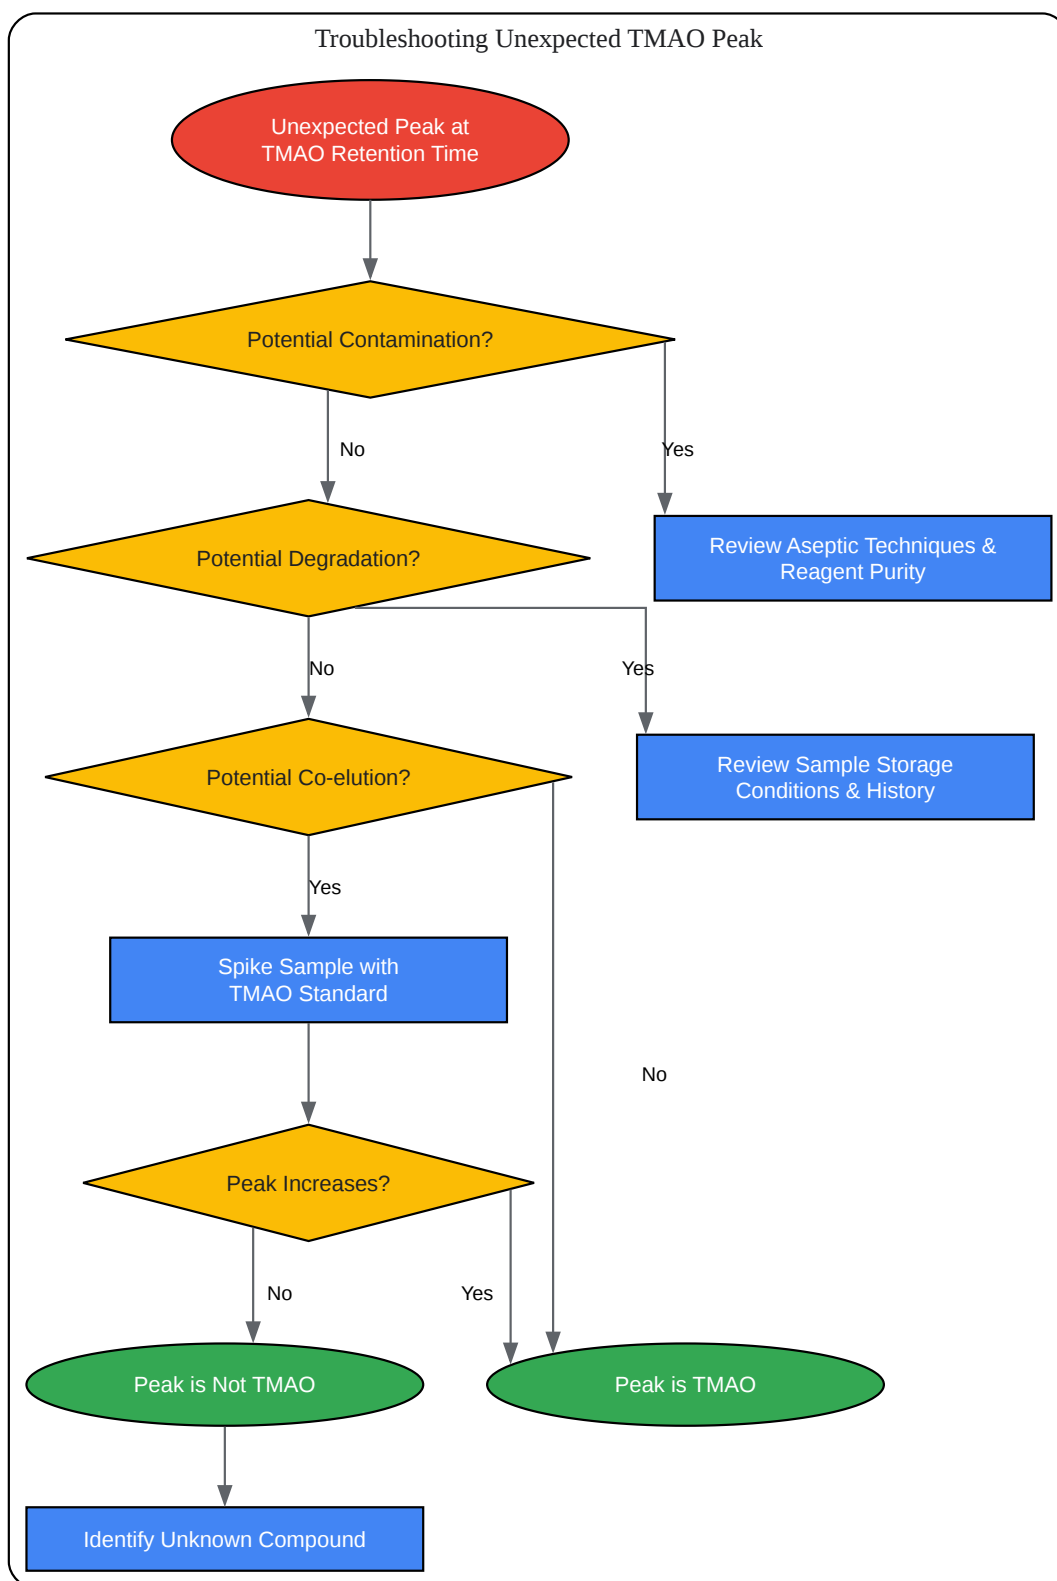 Troubleshooting Unexpected TMAO Peak
Unexpected Peak at
TMAO Retention Time
Potential Contamination?
No
Yes
Potential Degradation?
Review Aseptic Techniques &
Reagent Purity
No
Yes
Potential Co-elution?
Review Sample Storage
Conditions & History
Yes
Spike Sample with
TMAO Standard
No
Peak Increases?
No
Yes
Peak is Not TMAO
Peak is TMAO
Identify Unknown Compound